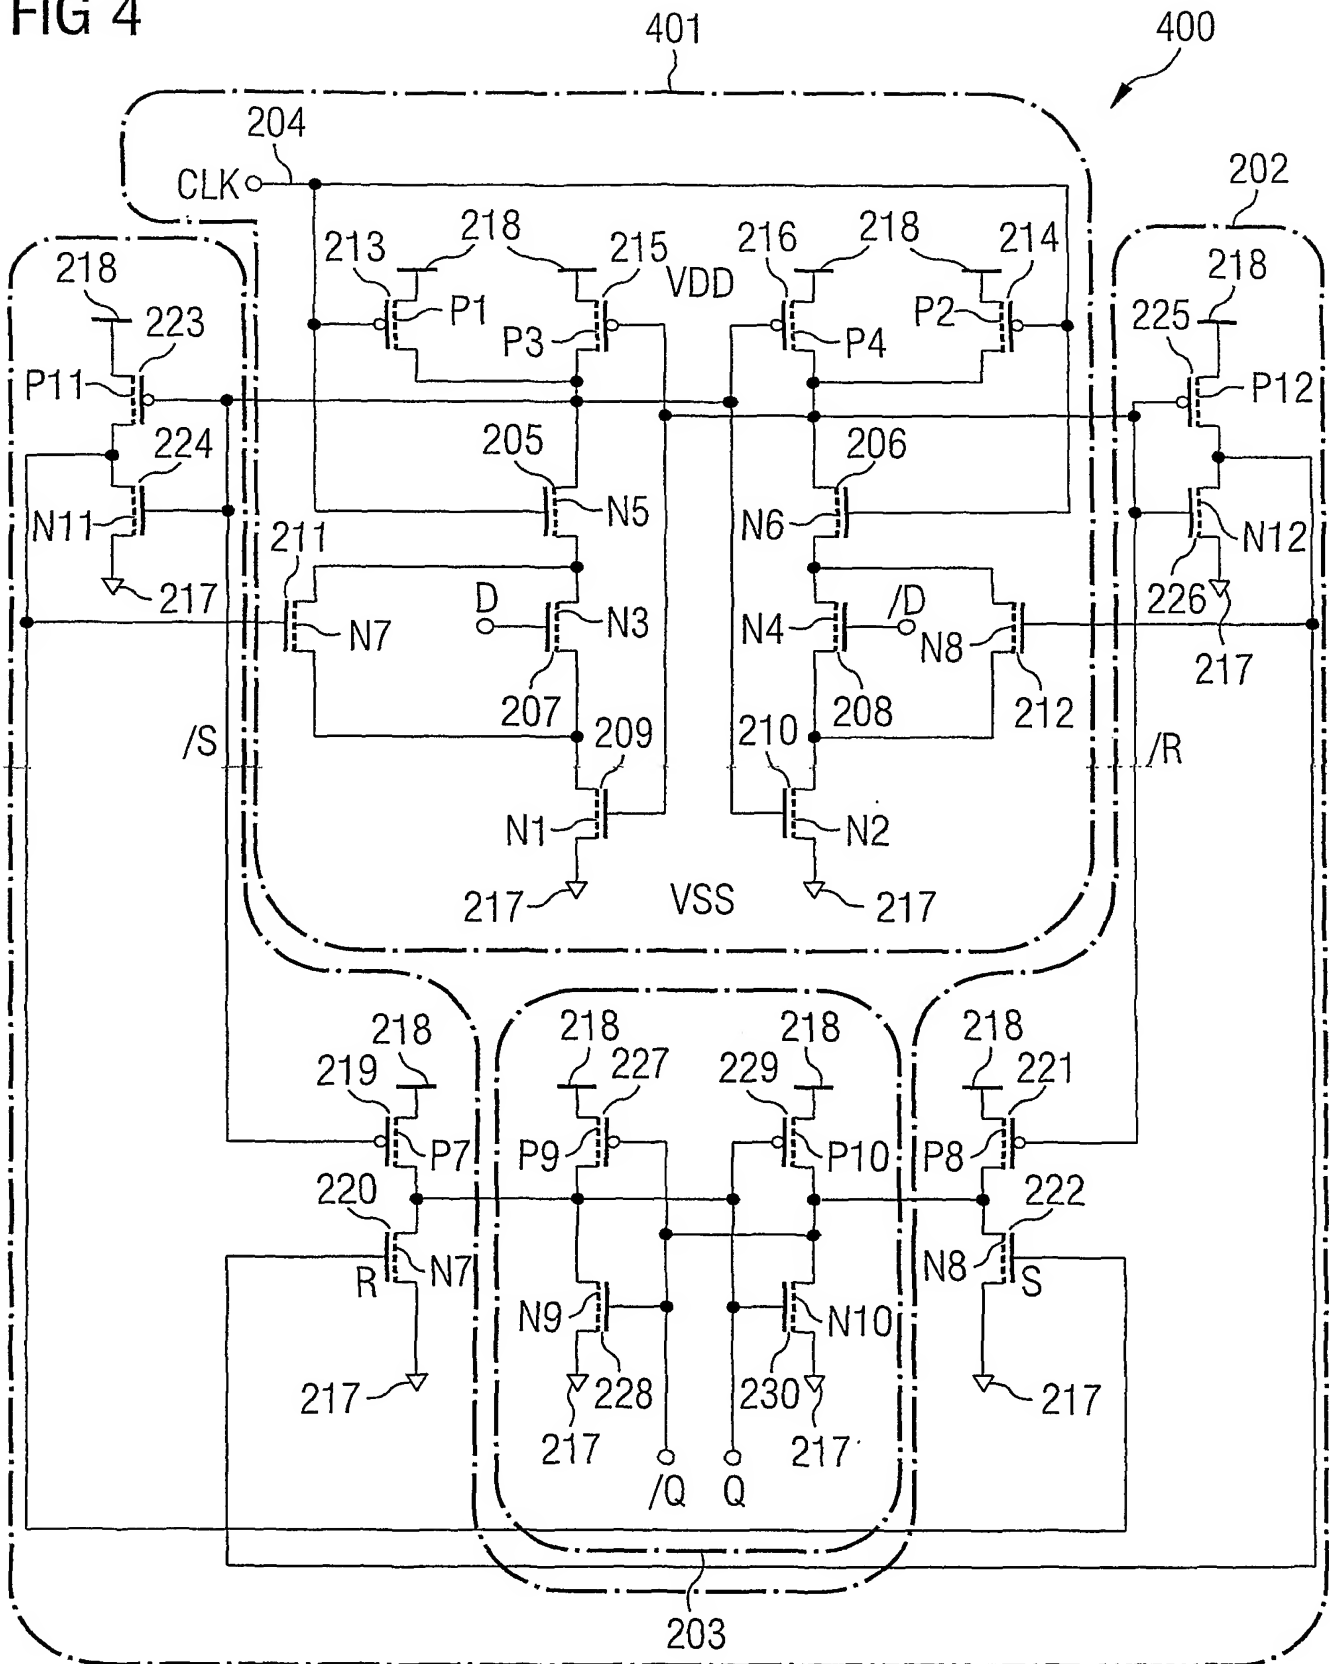 FIG 4
401
400
204
CLK
202
213
218
215
216
218
214
VDD
218
223
P1
P3
P4
P2
218
225
P11
P12
224
205
206
N11
N5
N6
N12
211
217
D
/D
226
N7
N3
N4
N8
217
207
208
212
/S
209
210
/R
N1
N2
217
VSS
217
218
218
218
218
219
227
229
221
P7
P9
P10
P8
220
222
R
N7
N9
N10
N8
S
217
228
230
217
217
217
/Q
Q
203